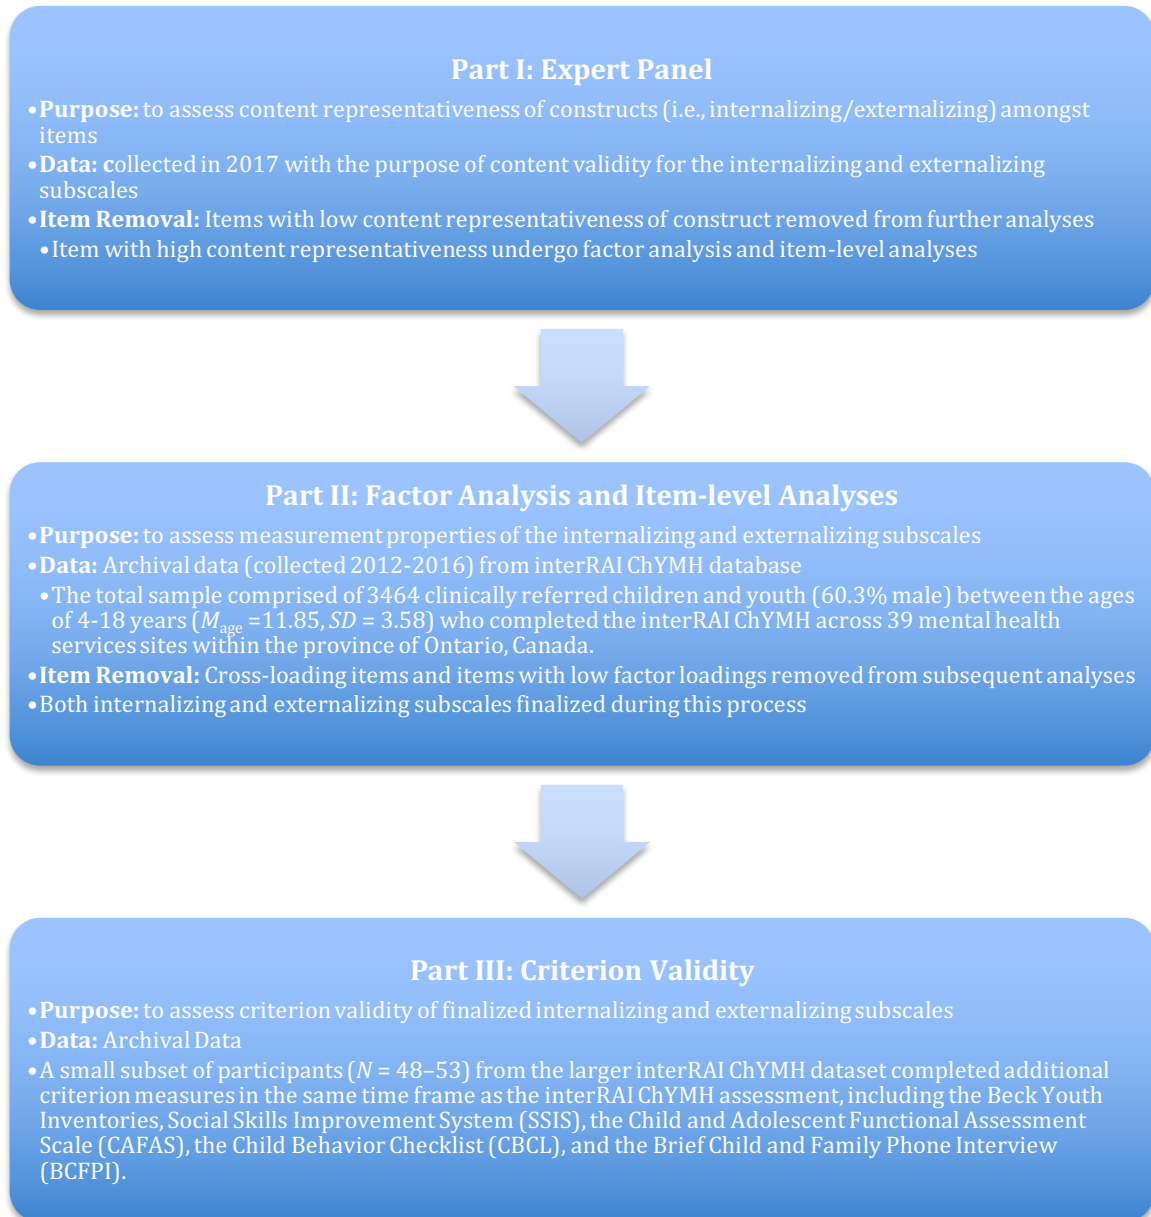 Part I: Expert Panel
•Purpose: to assess content representativeness of constructs (i.e., internalizing/externalizing) amongst
items
•Data: collected in 2017 with the purpose of content validity for the internalizing and externalizing
subscales
•Item Removal: Items with low content representativeness of construct removed from further analyses
•Item with high content representativeness undergo factor analysis and item-level analyses
Part II: Factor Analysis and Item-level Analyses
•Purpose: to assess measurement properties of the internalizing and externalizing subscales
•Data: Archival data (collected 2012-2016) from interRAI ChYMH database
•The total sample comprised of 3464 clinically referred children and youth (60.3% male) between the ages
of 4-18 years (Mage =11.85, SD = 3.58) who completed the interRAI ChYMH across 39 mental health
services sites within the province of Ontario, Canada.
•Item Removal: Cross-loading items and items with low factor loadings removed from subsequent analyses
•Both internalizing and externalizing subscales finalized during this process
Part III: Criterion Validity
•Purpose: to assess criterion validity of finalized internalizing and externalizing subscales
•Data: Archival Data
•A small subset of participants (N = 48–53) from the larger interRAI ChYMH dataset completed additional
criterion measures in the same time frame as the interRAI ChYMH assessment, including the Beck Youth
Inventories, Social Skills Improvement System (SSIS), the Child and Adolescent Functional Assessment
Scale (CAFAS), the Child Behavior Checklist (CBCL), and the Brief Child and Family Phone Interview
(BCFPI).